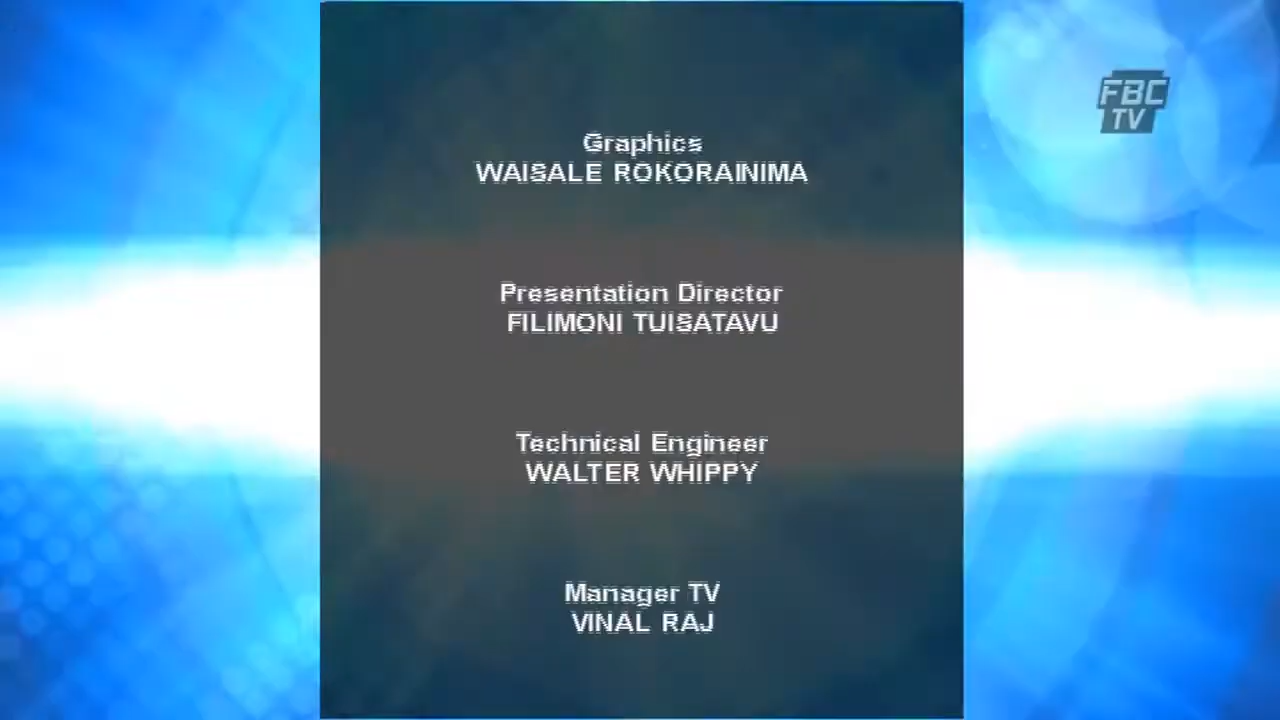 FBC
TV
Graphics
WAISALE ROKORAINIMA
Presentation Director
FILIMONI TUISATAVU
Technical Engineer
WALTER WHIPPY
Manager TV
VINAL RAJ